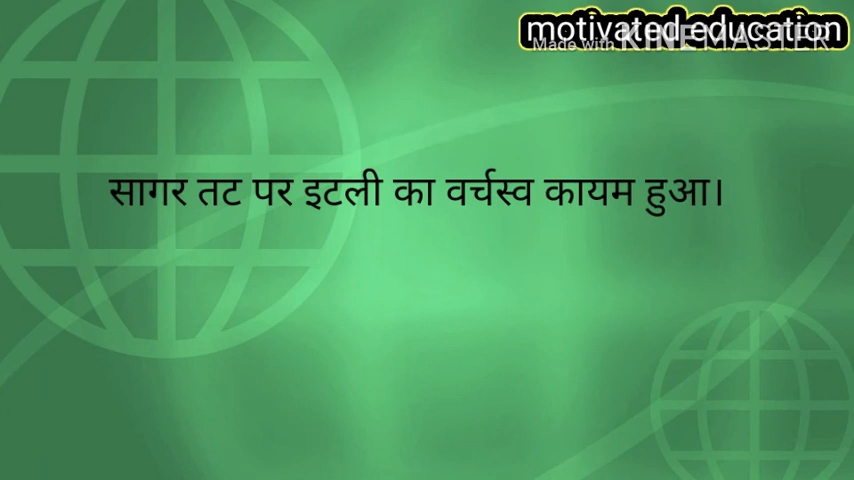 motivated education
Made with KINEMASTER
सागर तट पर इटली का वर्चस्व कायम हुआ।